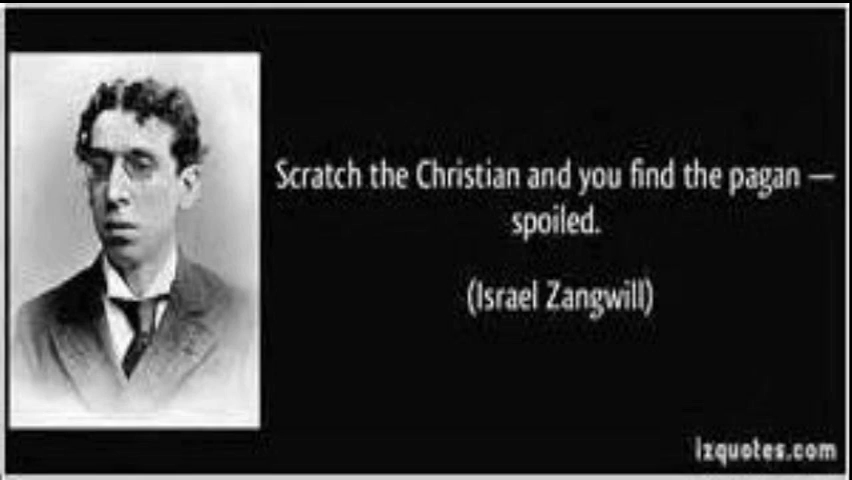 Scratch the Christian and you find the pagan —
spoiled.
(Israel Zangwill)
Izquotes.com